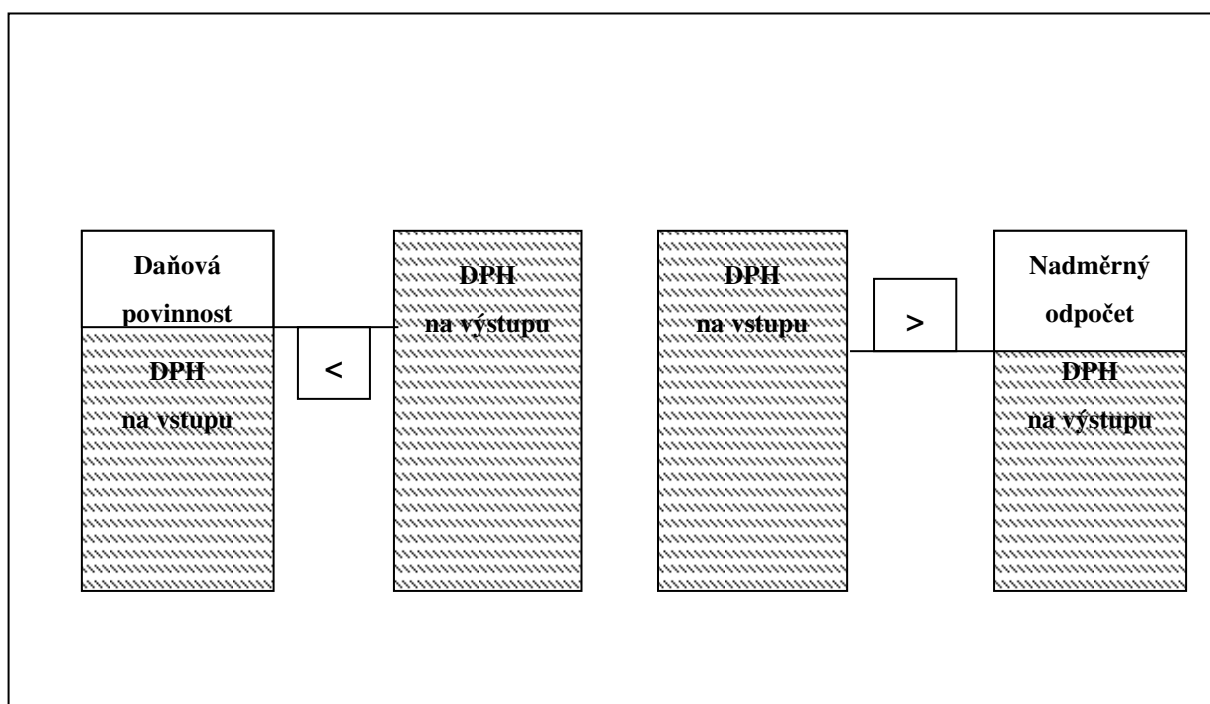 Daňová
povinnost
DPH
na vstupu
<
DPH
na výstupu
DPH
na vstupu
>
Nadměrný
odpočet
DPH
na výstupu